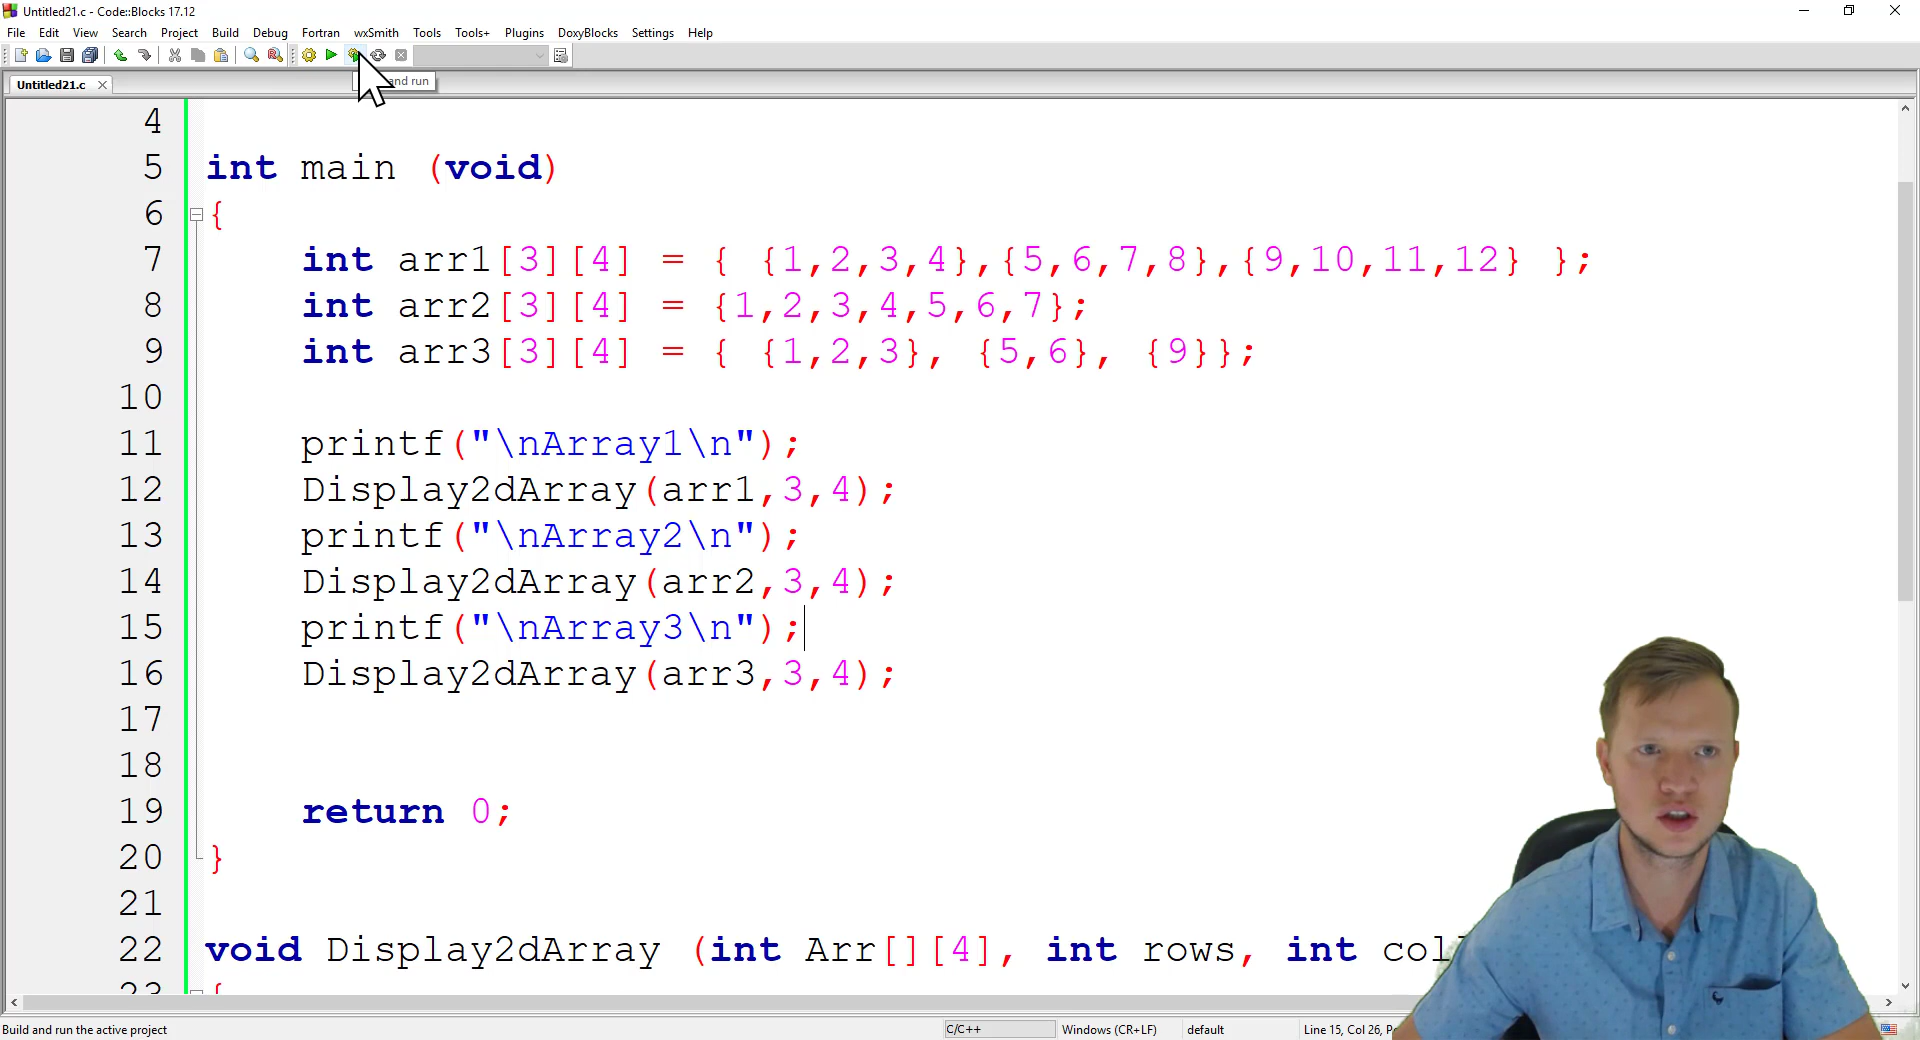 Untitled21.c - Code::Blocks 17.12
File Edit View Search Project Build Debug Fortran wxSmith Tools Tools+ Plugins DoxyBlocks Settings Help
and run
Untitled21.c
4
5 int main (void)
6 {
7 int arr1[3][4] = { {1,2,3,4},{5,6,7,8},{9,10,11,12} };
8 int arr2[3][4] = {1,2,3,4,5,6,7};
9 int arr3[3][4] = { {1,2,3}, {5,6}, {9}};
10
11 printf("\nArray1\n");
12 Display2dArray(arr1,3,4);
13 printf("\nArray2\n");
14 Display2dArray(arr2,3,4);
15 printf("\nArray3\n");
16 Display2dArray(arr3,3,4);
17
18
19 return 0;
20 }
21
22 void Display2dArray (int Arr[][4], int rows, int col
23 {
Build and run the active project C/C++ Windows (CR+LF) default Line 15, Col 26,